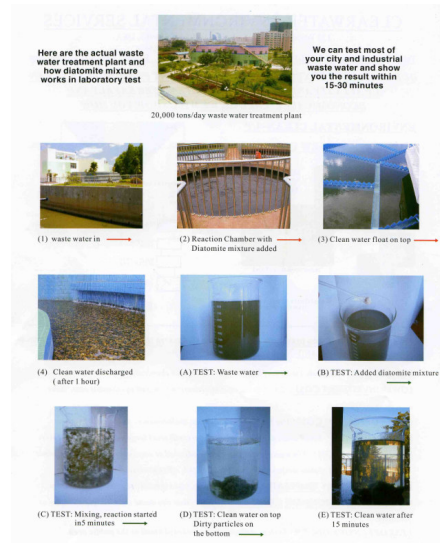 Here are the actual waste
water treatment plant and
how diatomite mixture
works in laboratory test
We can test most of
your city and industrial
waste water and show
you the result within
15-30 minutes
20,000 tons/day waste water treatment plant
(1) waste water in
(2) Reaction Chamber with
Diatomite mixture added
(3) Clean water float on top
(4) Clean water discharged
( after 1 hour)
(A) TEST: Waste water
(B) TEST: Added diatomite mixture
(C) TEST: Mixing, reaction started
in5 minutes
(D) TEST: Clean water on top
Dirty particles on
the bottom
(E) TEST: Clean water after
15 minutes